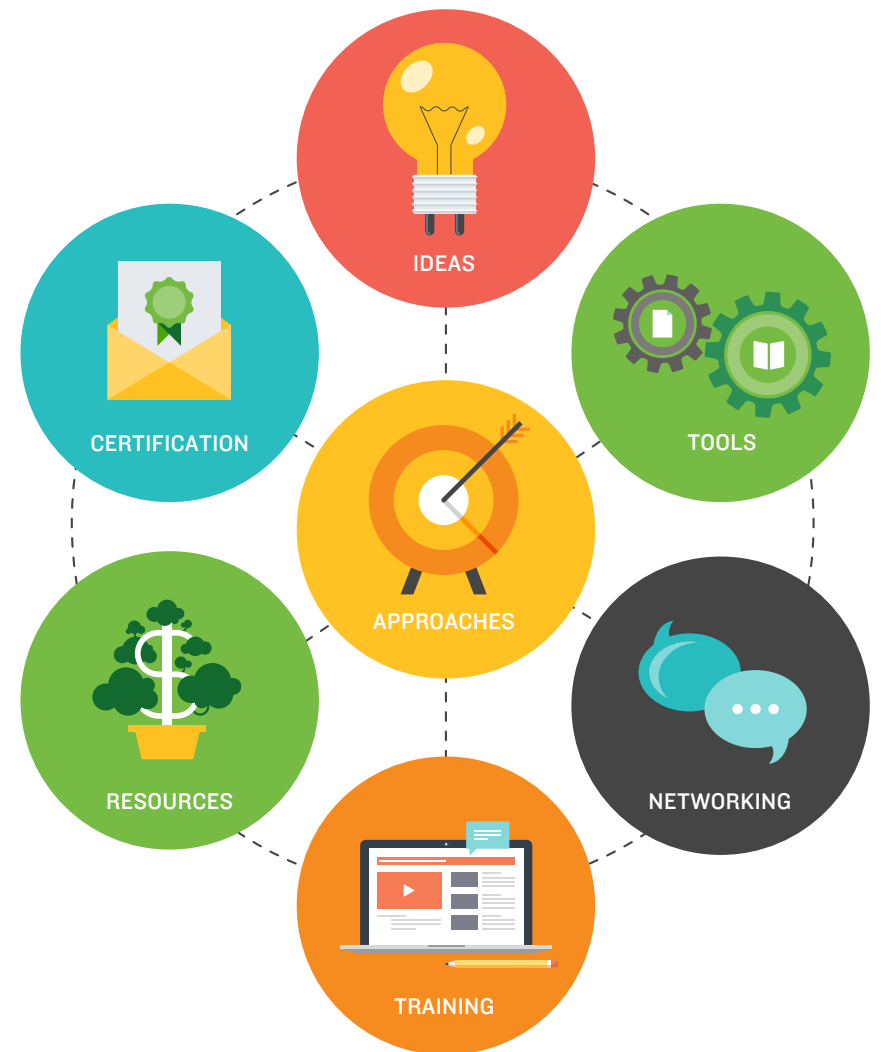 IDEAS
CERTIFICATION
TOOLS
APPROACHES
RESOURCES
NETWORKING
TRAINING